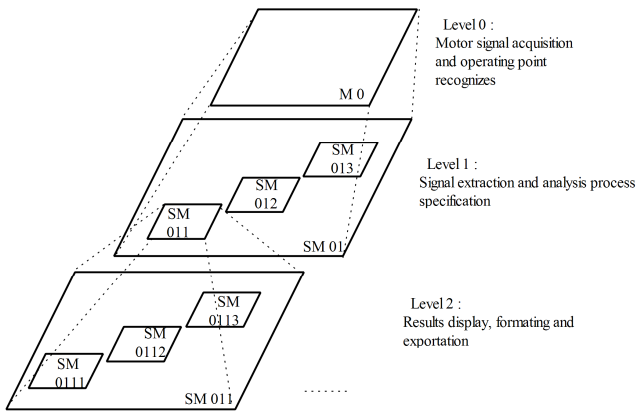 Level 0 :
Motor signal acquisition
and operating point
recognizes
M 0
Level 1 :
Signal extraction and analysis process
specification
SM
013
SM
012
SM
011
SM 01
Level 2 :
Results display, formating and
exportation
SM
0113
SM
0112
SM
0111
SM 011